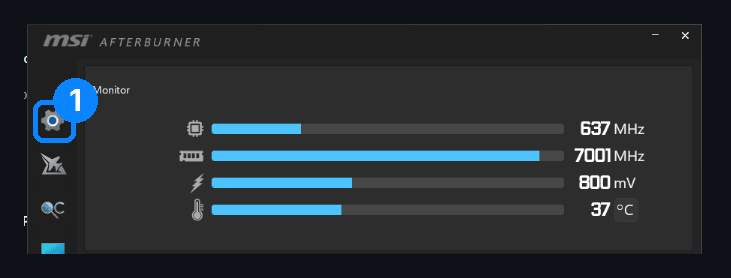 msi AFTERBURNER
1
Monitor
637 MHz
7001 MHz
800 mV
37 °C